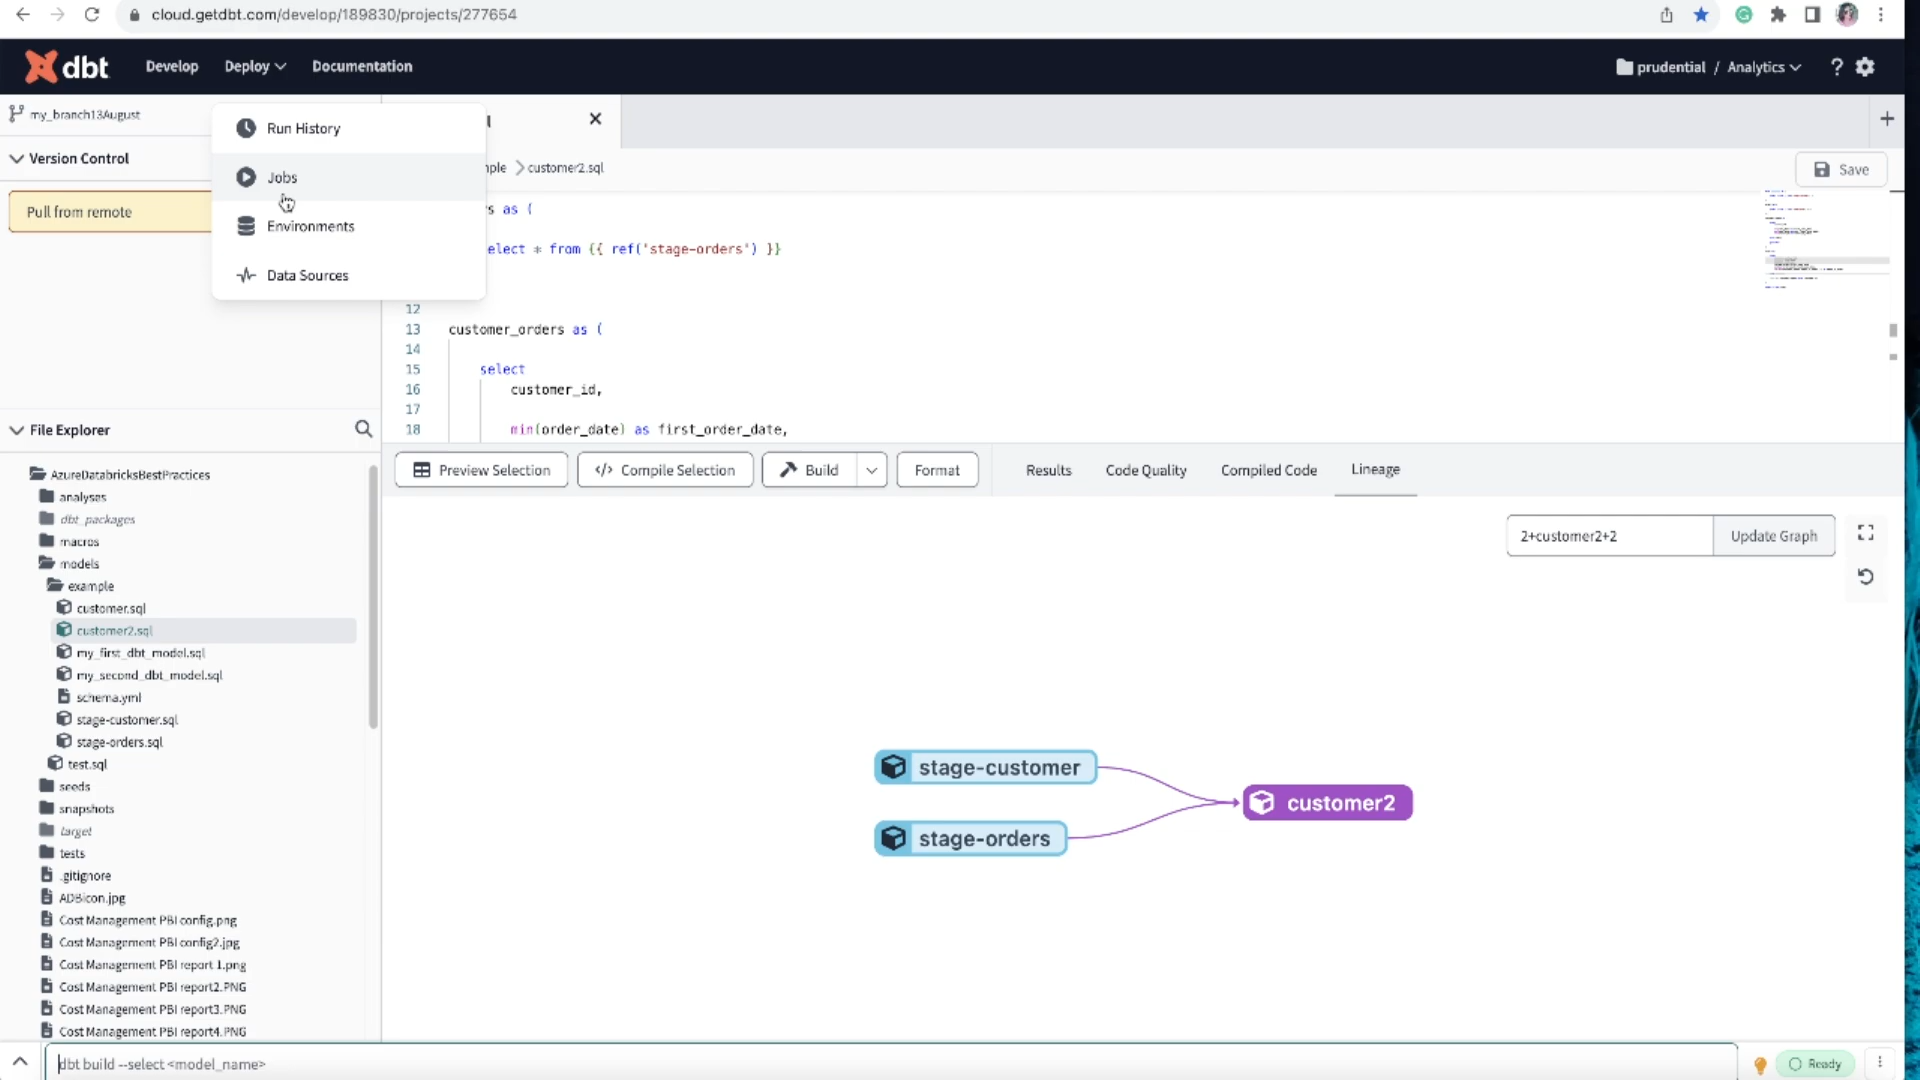 cloud.getdbt.com/develop/189830/projects/277654
dbt
Develop
Deploy
Documentation
prudential / Analytics
?
my_branch13August
Version Control
Pull from remote
Run History
Jobs
Environments
Data Sources
customer2.sql
Save
as (
select * from {{ ref('stage-orders') }}
12
13 customer_orders as (
14
15 select
16 customer_id,
17
18 min(order_date) as first_order_date,
File Explorer
AzureDatabricksBestPractices
analyses
dbt_packages
macros
models
example
customer.sql
customer2.sql
my_first_dbt_model.sql
my_second_dbt_model.sql
schema.yml
stage-customer.sql
stage-orders.sql
test.sql
seeds
snapshots
target
tests
.gitignore
ADBicon.jpg
Cost Management PBI config.png
Cost Management PBI config2.jpg
Cost Management PBI report 1.png
Cost Management PBI report2.PNG
Cost Management PBI report3.PNG
Cost Management PBI report4.PNG
Preview Selection
</> Compile Selection
Build
Format
Results
Code Quality
Compiled Code
Lineage
2+customer2+2
Update Graph
stage-customer
stage-orders
customer2
dbt build --select <model_name>
Ready